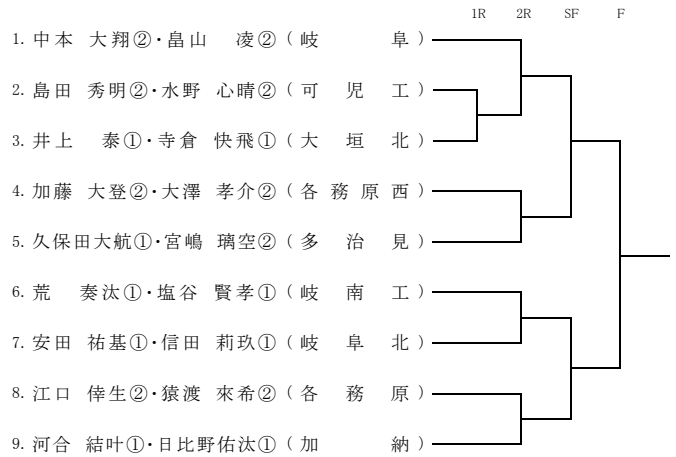 1R 2R SF F
1. 中本 大翔②・畠山 凌② ( 岐 阜 )
2. 島田 秀明②・水野 心晴② ( 可 児 工 )
3. 井上 泰①・寺倉 快飛① ( 大 垣 北 )
4. 加藤 大登②・大澤 孝介② ( 各 務 原 西 )
5. 久保田大航①・宮嶋 璃空② ( 多 治 見 )
6. 荒 奏汰①・塩谷 賢孝① ( 岐 南 工 )
7. 安田 祐基①・信田 莉玖① ( 岐 阜 北 )
8. 江口 倖生②・猿渡 來希② ( 各 務 原 )
9. 河合 結叶①・日比野佑汰① ( 加 納 )